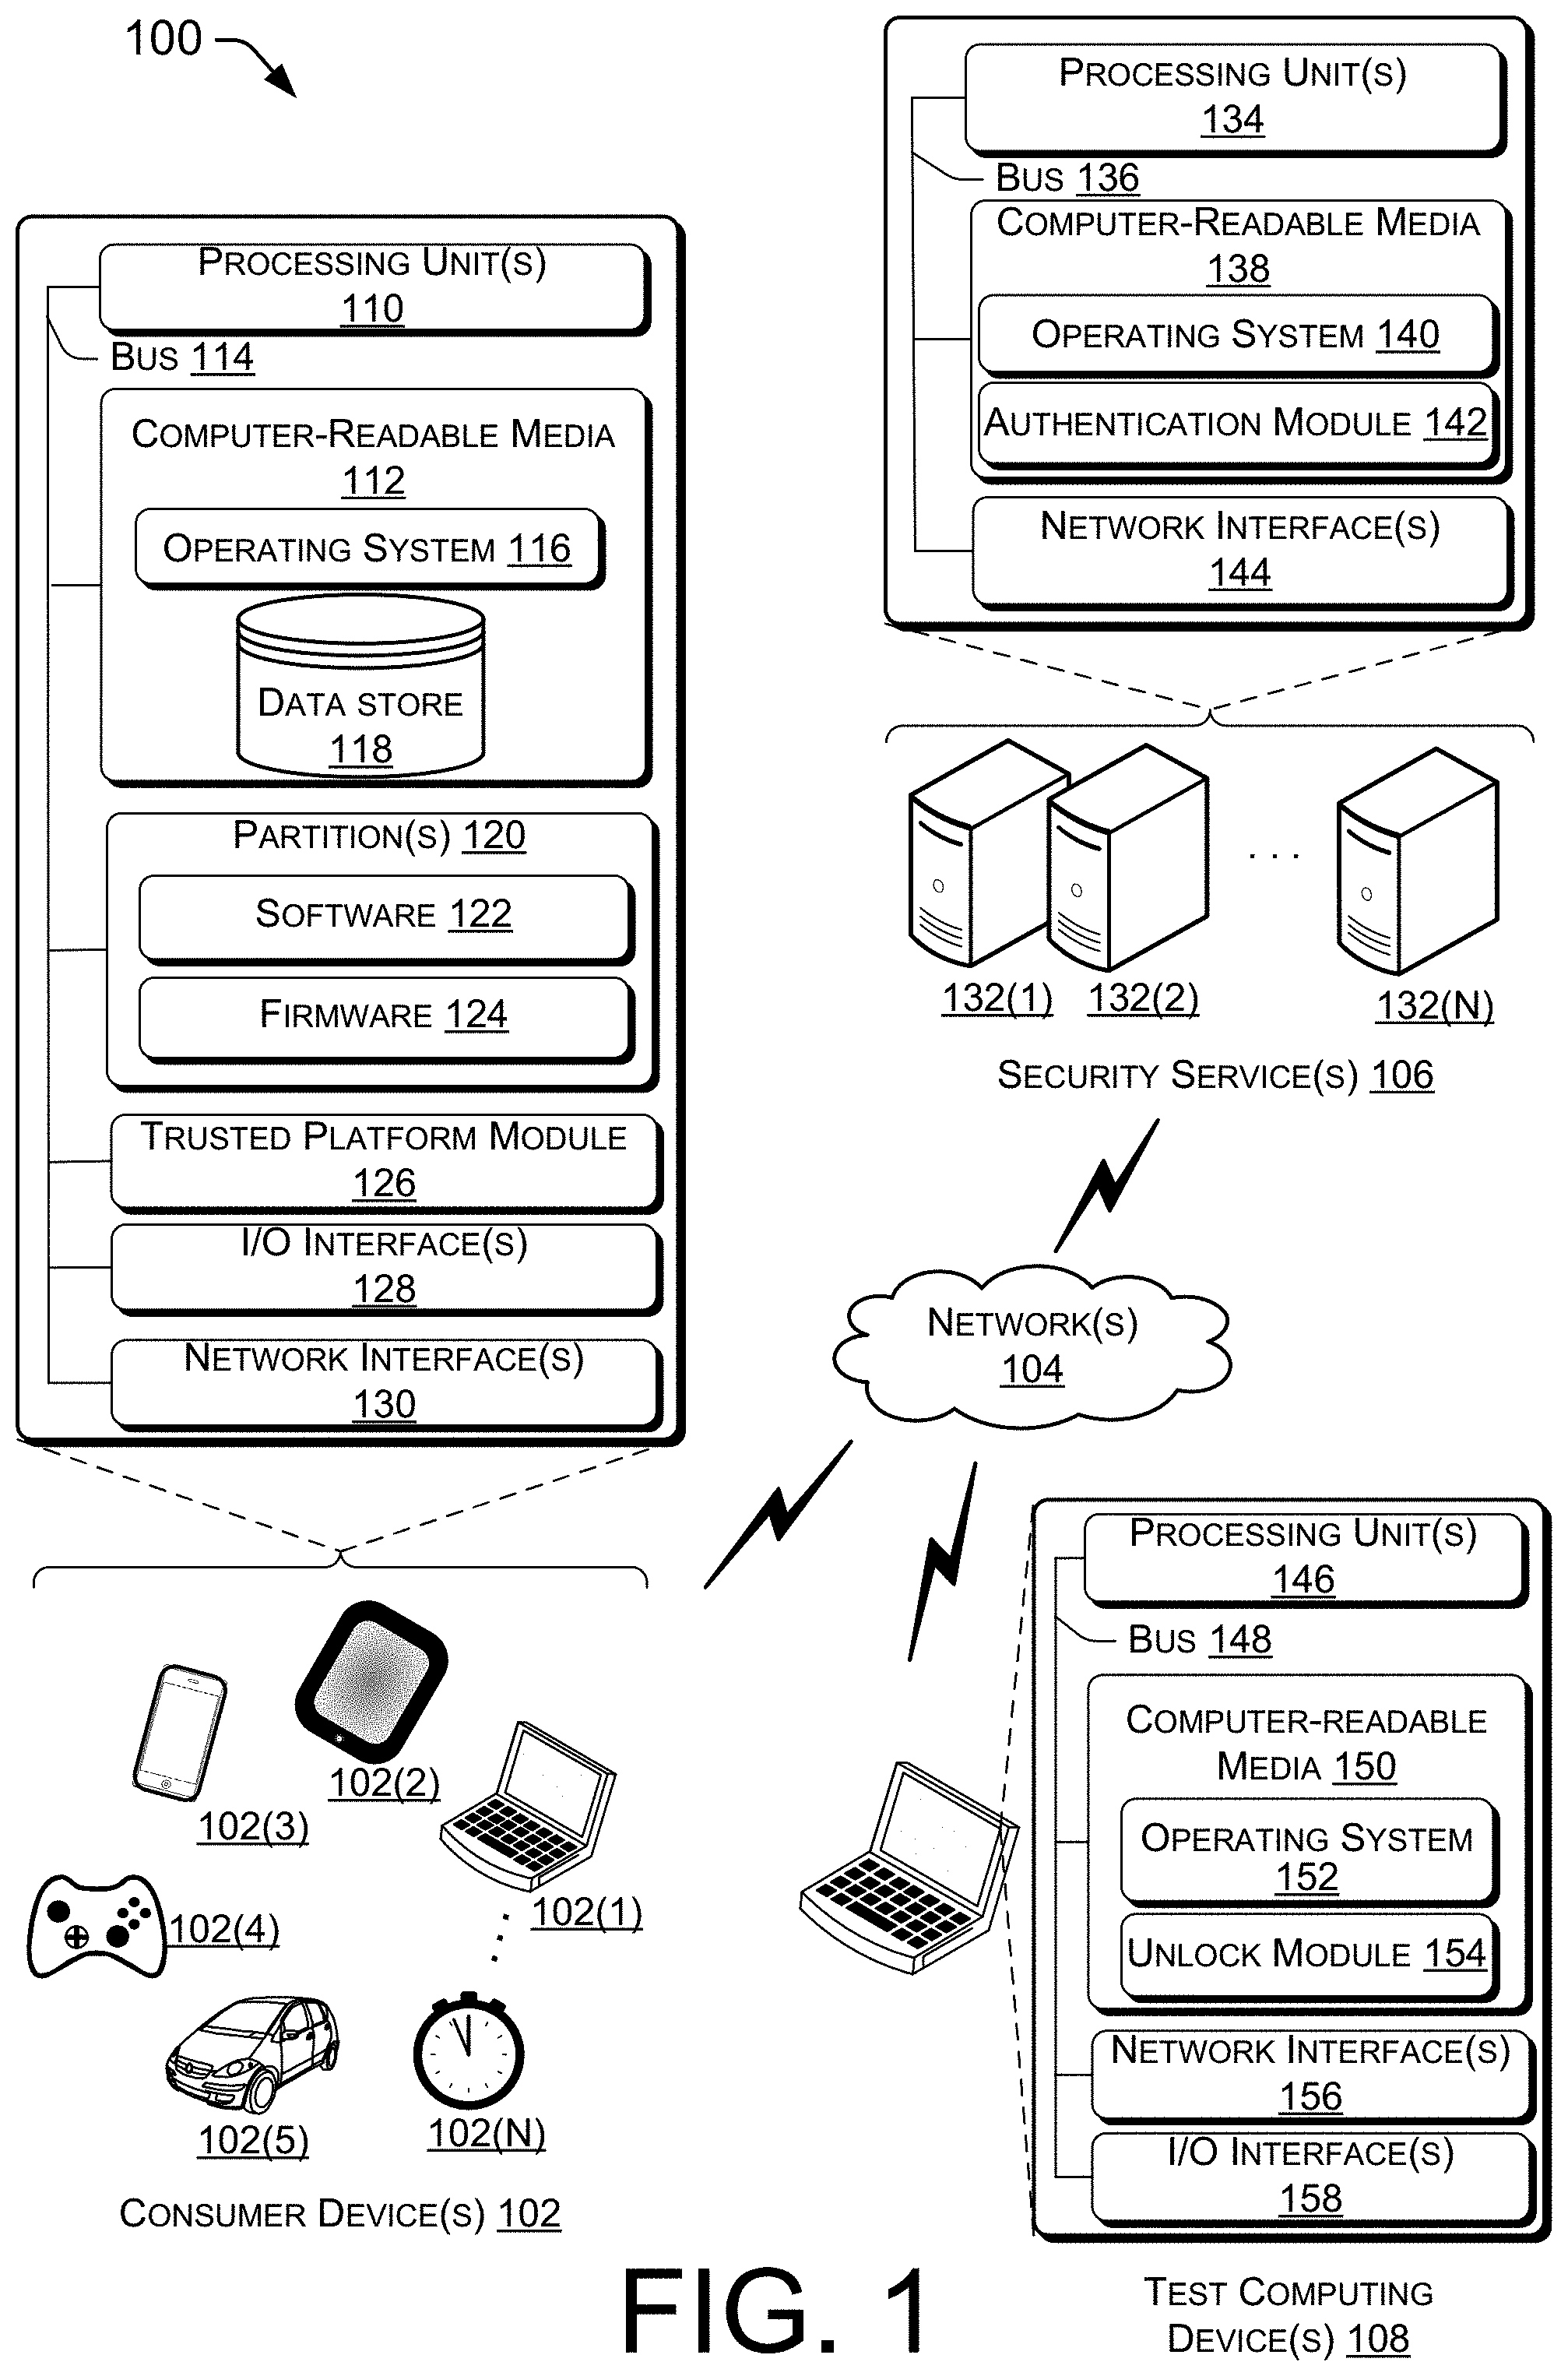 100
PROCESSING UNIT(S)
110
BUS 114
COMPUTER-READABLE MEDIA
112
OPERATING SYSTEM 116
DATA STORE
118
PARTITION(S) 120
SOFTWARE 122
FIRMWARE 124
TRUSTED PLATFORM MODULE
126
I/O INTERFACE(S)
128
NETWORK INTERFACE(S)
130
102(3)
102(2)
102(1)
102(4)
102(5)
102(N)
CONSUMER DEVICE(S) 102
PROCESSING UNIT(S)
134
BUS 136
COMPUTER-READABLE MEDIA
138
OPERATING SYSTEM 140
AUTHENTICATION MODULE 142
NETWORK INTERFACE(S)
144
. . .
132(1)
132(2)
132(N)
SECURITY SERVICE(S) 106
NETWORK(S)
104
PROCESSING UNIT(S)
146
BUS 148
COMPUTER-READABLE
MEDIA 150
OPERATING SYSTEM
152
UNLOCK MODULE 154
NETWORK INTERFACE(S)
156
I/O INTERFACE(S)
158
TEST COMPUTING
DEVICE(S) 108
FIG. 1